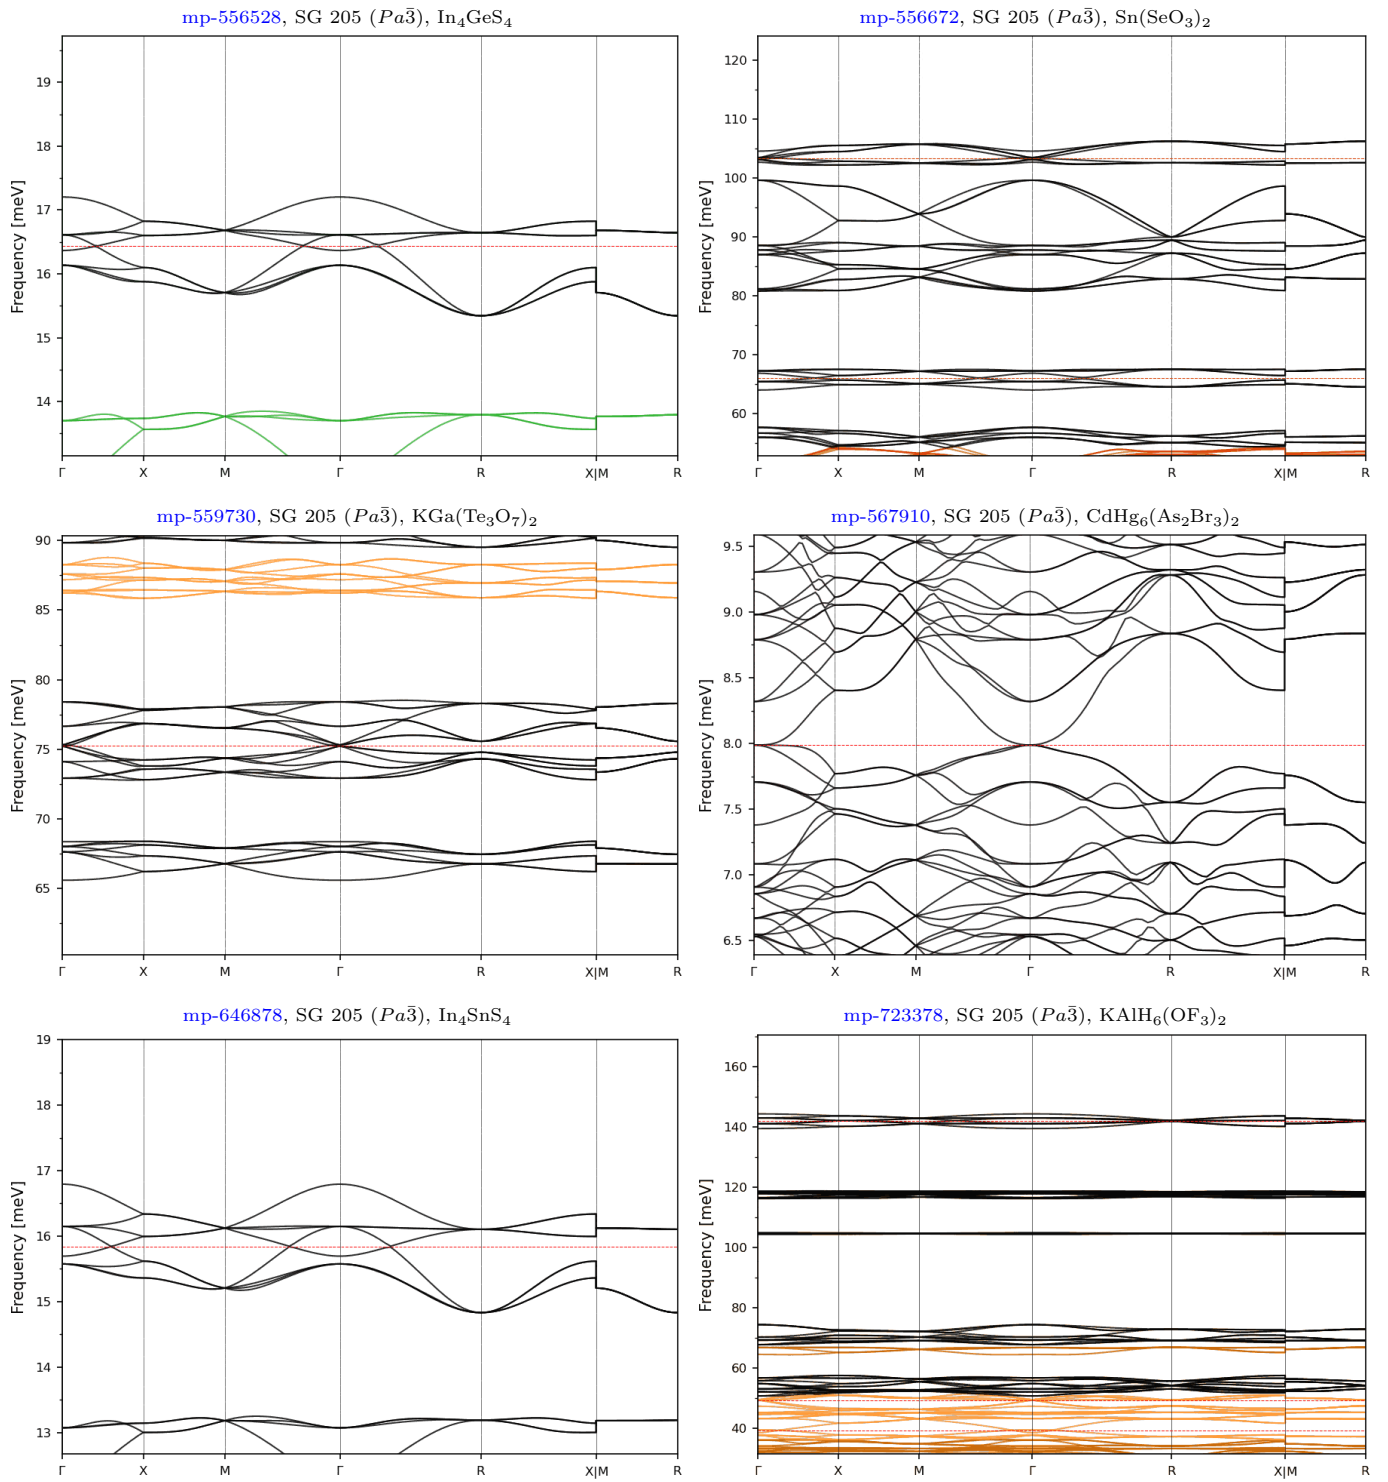 mp-556528, SG 205 (Pa3̄), In₄GeS₄
Frequency [meV]
19
18
17
16
15
14
Γ X M Γ R X|M R
mp-556672, SG 205 (Pa3̄), Sn(SeO₃)₂
Frequency [meV]
120
110
100
90
80
70
60
Γ X M Γ R X|M R
mp-559730, SG 205 (Pa3̄), KGa(Te₃O₇)₂
Frequency [meV]
90
85
80
75
70
65
Γ X M Γ R X|M R
mp-567910, SG 205 (Pa3̄), CdHg₆(As₂Br₃)₂
Frequency [meV]
9.5
9.0
8.5
8.0
7.5
7.0
6.5
Γ X M Γ R X|M R
mp-646878, SG 205 (Pa3̄), In₄SnS₄
Frequency [meV]
19
18
17
16
15
14
13
Γ X M Γ R X|M R
mp-723378, SG 205 (Pa3̄), KAlH₆(OF₃)₂
Frequency [meV]
160
140
120
100
80
60
40
Γ X M Γ R X|M R